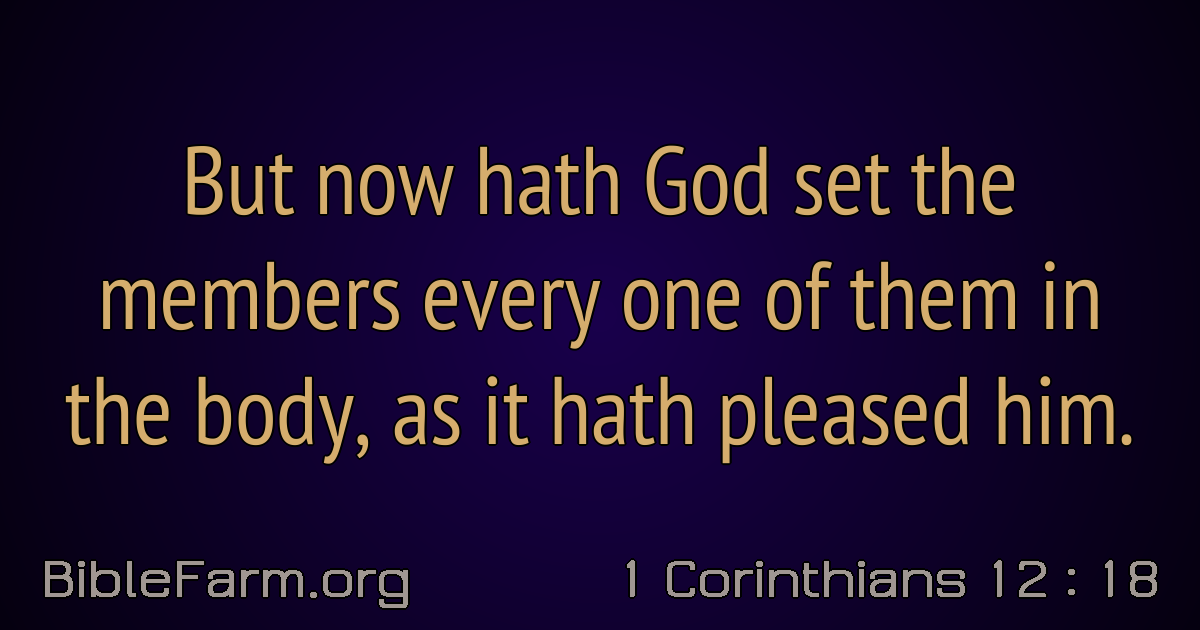 But now hath God set the
members every one of them in
the body, as it hath pleased him.
BibleFarm.org
1 Corinthians 12 : 18